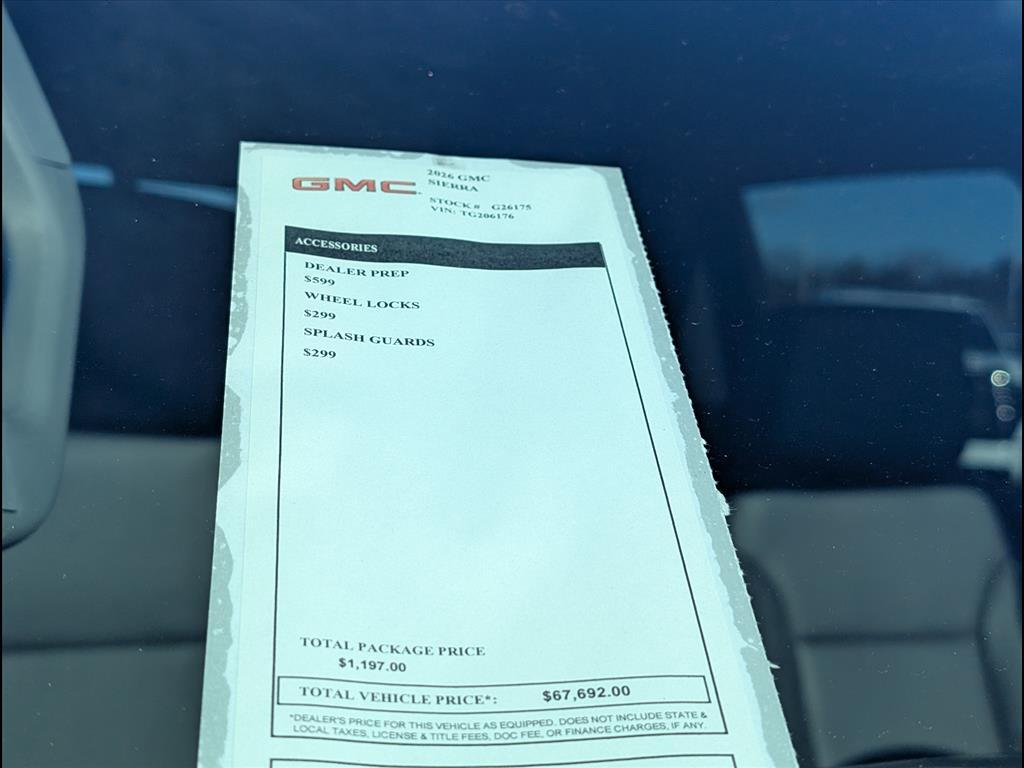 GMC
2026 GMC
SIERRA
STOCK # G26175
VIN: TG206176
ACCESSORIES
DEALER PREP
$599
WHEEL LOCKS
$299
SPLASH GUARDS
$299
TOTAL PACKAGE PRICE
$1,197.00
TOTAL VEHICLE PRICE*: $67,692.00
*DEALER'S PRICE FOR THIS VEHICLE AS EQUIPPED. DOES NOT INCLUDE STATE &
LOCAL TAXES, LICENSE & TITLE FEES, DOC FEE, OR FINANCE CHARGES, IF ANY.